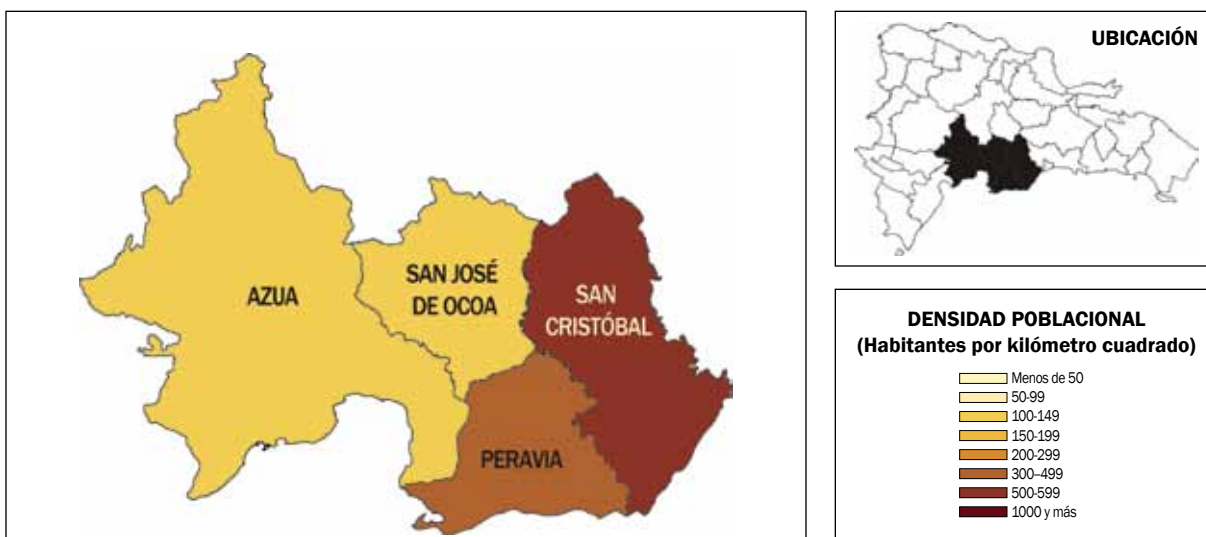 AZUA
SAN JOSÉ
DE OCOA
SAN
CRISTÓBAL
PERAVIA
UBICACIÓN
DENSIDAD POBLACIONAL
(Habitantes por kilómetro cuadrado)
Menos de 50
50-99
100-149
150-199
200-299
300–499
500-599
1000 y más